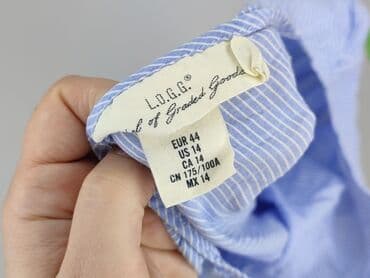 L.O.G.G.
of Graded Goods
EUR 44
US 14
CA 14
CN 175/100A
MX 14